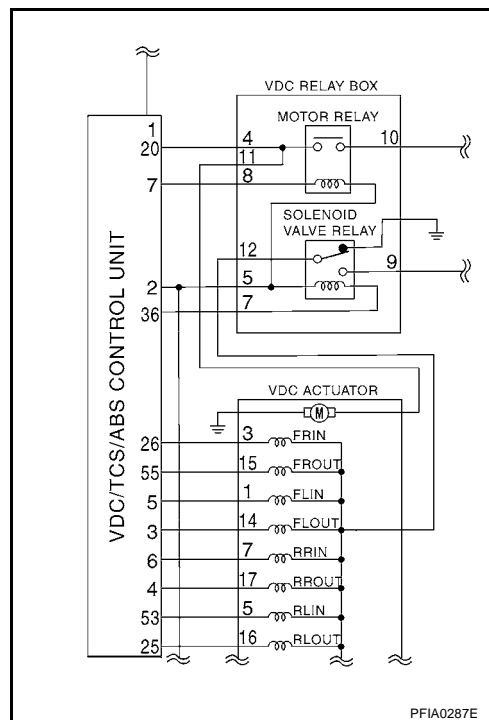 VDC RELAY BOX
MOTOR RELAY
1
20 4 10
11
7 8
SOLENOID
VALVE RELAY
12
9
2 5
36 7
VDC/TCS/ABS CONTROL UNIT
VDC ACTUATOR
M
26 3 FRIN
55 15 FROUT
5 1 FLIN
3 14 FLOUT
6 7 RRIN
4 17 RROUT
53 5 RLIN
25 16 RLOUT
PFIA0287E